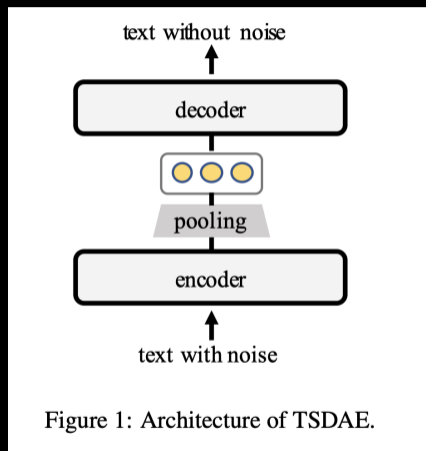 text without noise
decoder
pooling
encoder
text with noise
Figure 1: Architecture of TSDAE.